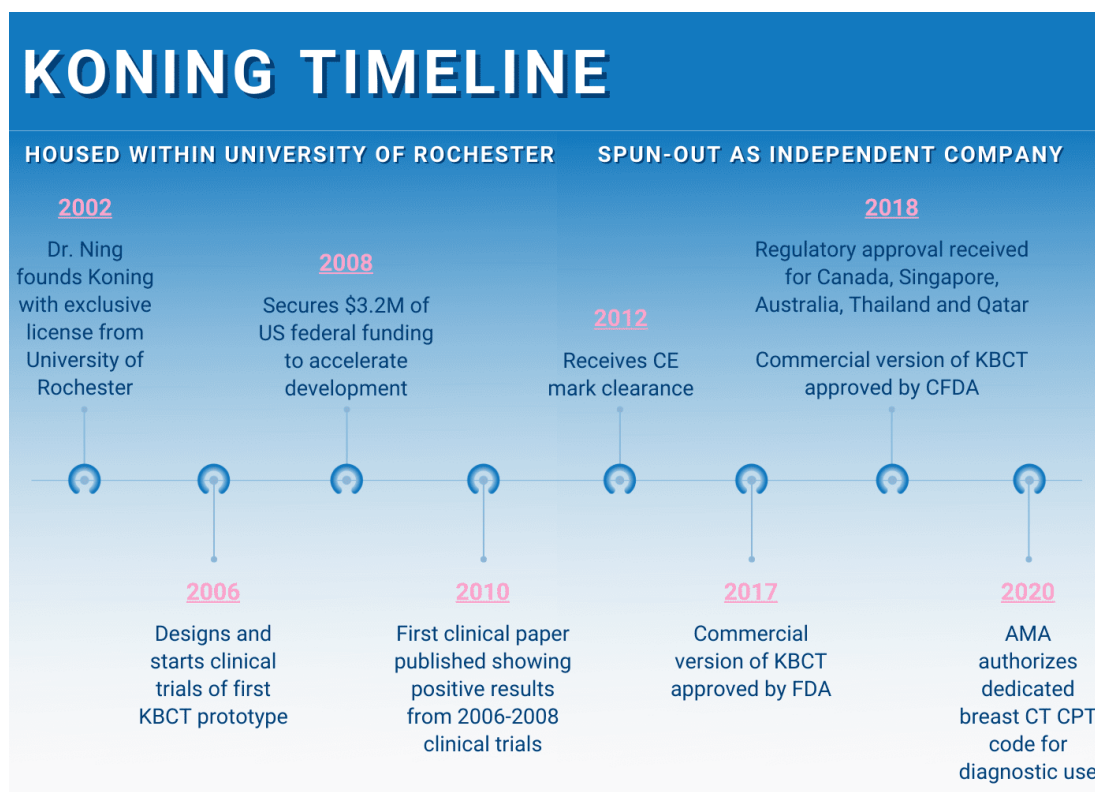 KONING TIMELINE
HOUSED WITHIN UNIVERSITY OF ROCHESTER
2002
Dr. Ning
founds Koning
with exclusive
license from
University of
Rochester
2006
Designs and
starts clinical
trials of first
KBCT prototype
2008
Secures $3.2M of
US federal funding
to accelerate
development
2010
First clinical paper
published showing
positive results
from 2006-2008
clinical trials
SPUN-OUT AS INDEPENDENT COMPANY
2012
Receives CE
mark clearance
2017
Commercial
version of KBCT
approved by FDA
2018
Regulatory approval received
for Canada, Singapore,
Australia, Thailand and Qatar
Commercial version of KBCT
approved by CFDA
2020
AMA
authorizes
dedicated
breast CT CPT
code for
diagnostic use